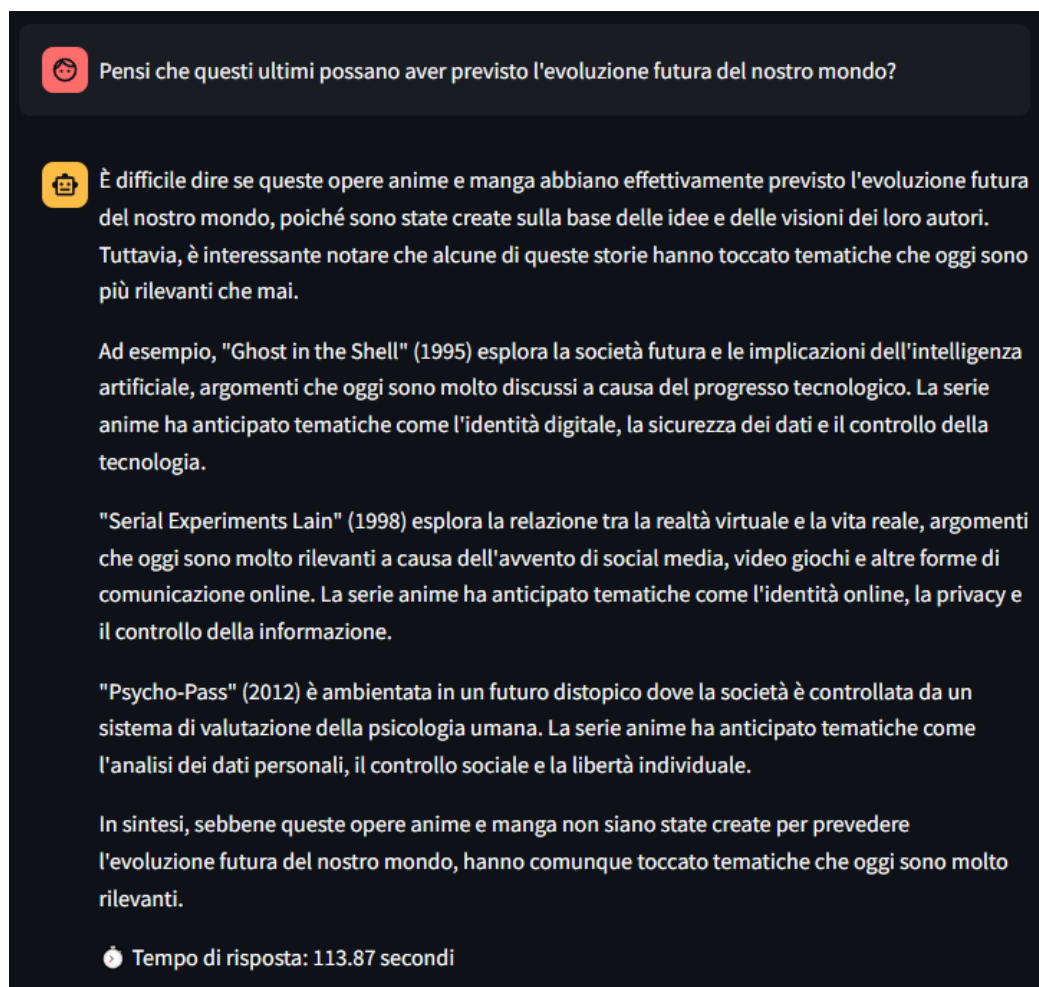 Pensi che questi ultimi possano aver previsto l'evoluzione futura del nostro mondo?
È difficile dire se queste opere anime e manga abbiano effettivamente previsto l'evoluzione futura
del nostro mondo, poiché sono state create sulla base delle idee e delle visioni dei loro autori.
Tuttavia, è interessante notare che alcune di queste storie hanno toccato tematiche che oggi sono
più rilevanti che mai.
Ad esempio, "Ghost in the Shell" (1995) esplora la società futura e le implicazioni dell'intelligenza
artificiale, argomenti che oggi sono molto discussi a causa del progresso tecnologico. La serie
anime ha anticipato tematiche come l'identità digitale, la sicurezza dei dati e il controllo della
tecnologia.
"Serial Experiments Lain" (1998) esplora la relazione tra la realtà virtuale e la vita reale, argomenti
che oggi sono molto rilevanti a causa dell'avvento di social media, video giochi e altre forme di
comunicazione online. La serie anime ha anticipato tematiche come l'identità online, la privacy e
il controllo della informazione.
"Psycho-Pass" (2012) è ambientata in un futuro distopico dove la società è controllata da un
sistema di valutazione della psicologia umana. La serie anime ha anticipato tematiche come
l'analisi dei dati personali, il controllo sociale e la libertà individuale.
In sintesi, sebbene queste opere anime e manga non siano state create per prevedere
l'evoluzione futura del nostro mondo, hanno comunque toccato tematiche che oggi sono molto
rilevanti.
⏱️ Tempo di risposta: 113.87 secondi